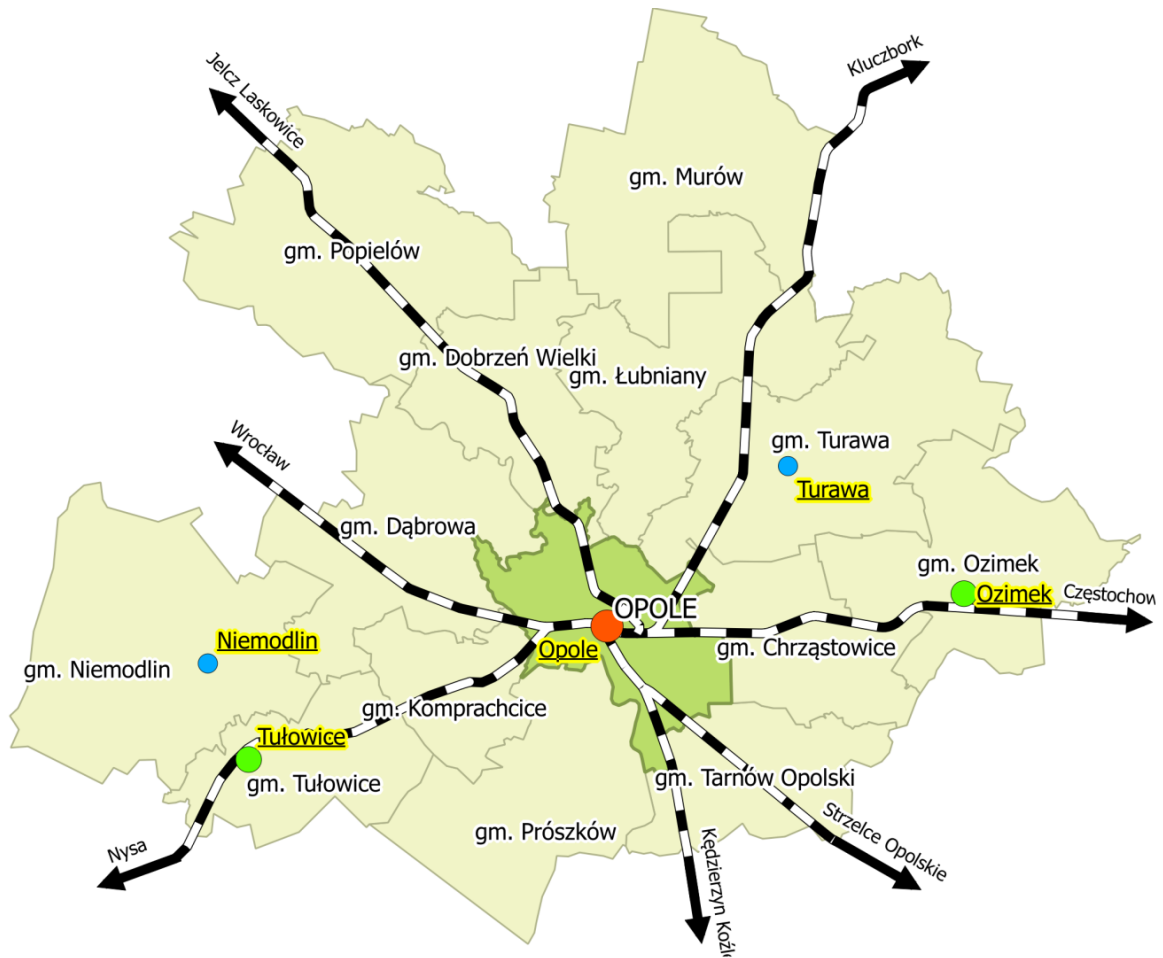 Kluczbork
Jelcz Laskowice
gm. Murów
gm. Popielów
gm. Dobrzeń Wielki
gm. Łubniany
Wrocław
gm. Turawa
Turawa
gm. Dąbrowa
gm. Ozimek
Ozimek
Częstochow
OPOLE
Opole
gm. Chrząstowice
Niemodlin
gm. Niemodlin
gm. Komprachcice
Tułowice
gm. Tułowice
gm. Tarnów Opolski
gm. Prószków
Strzelce Opolskie
Nysa
Kędzierzyn Koźle